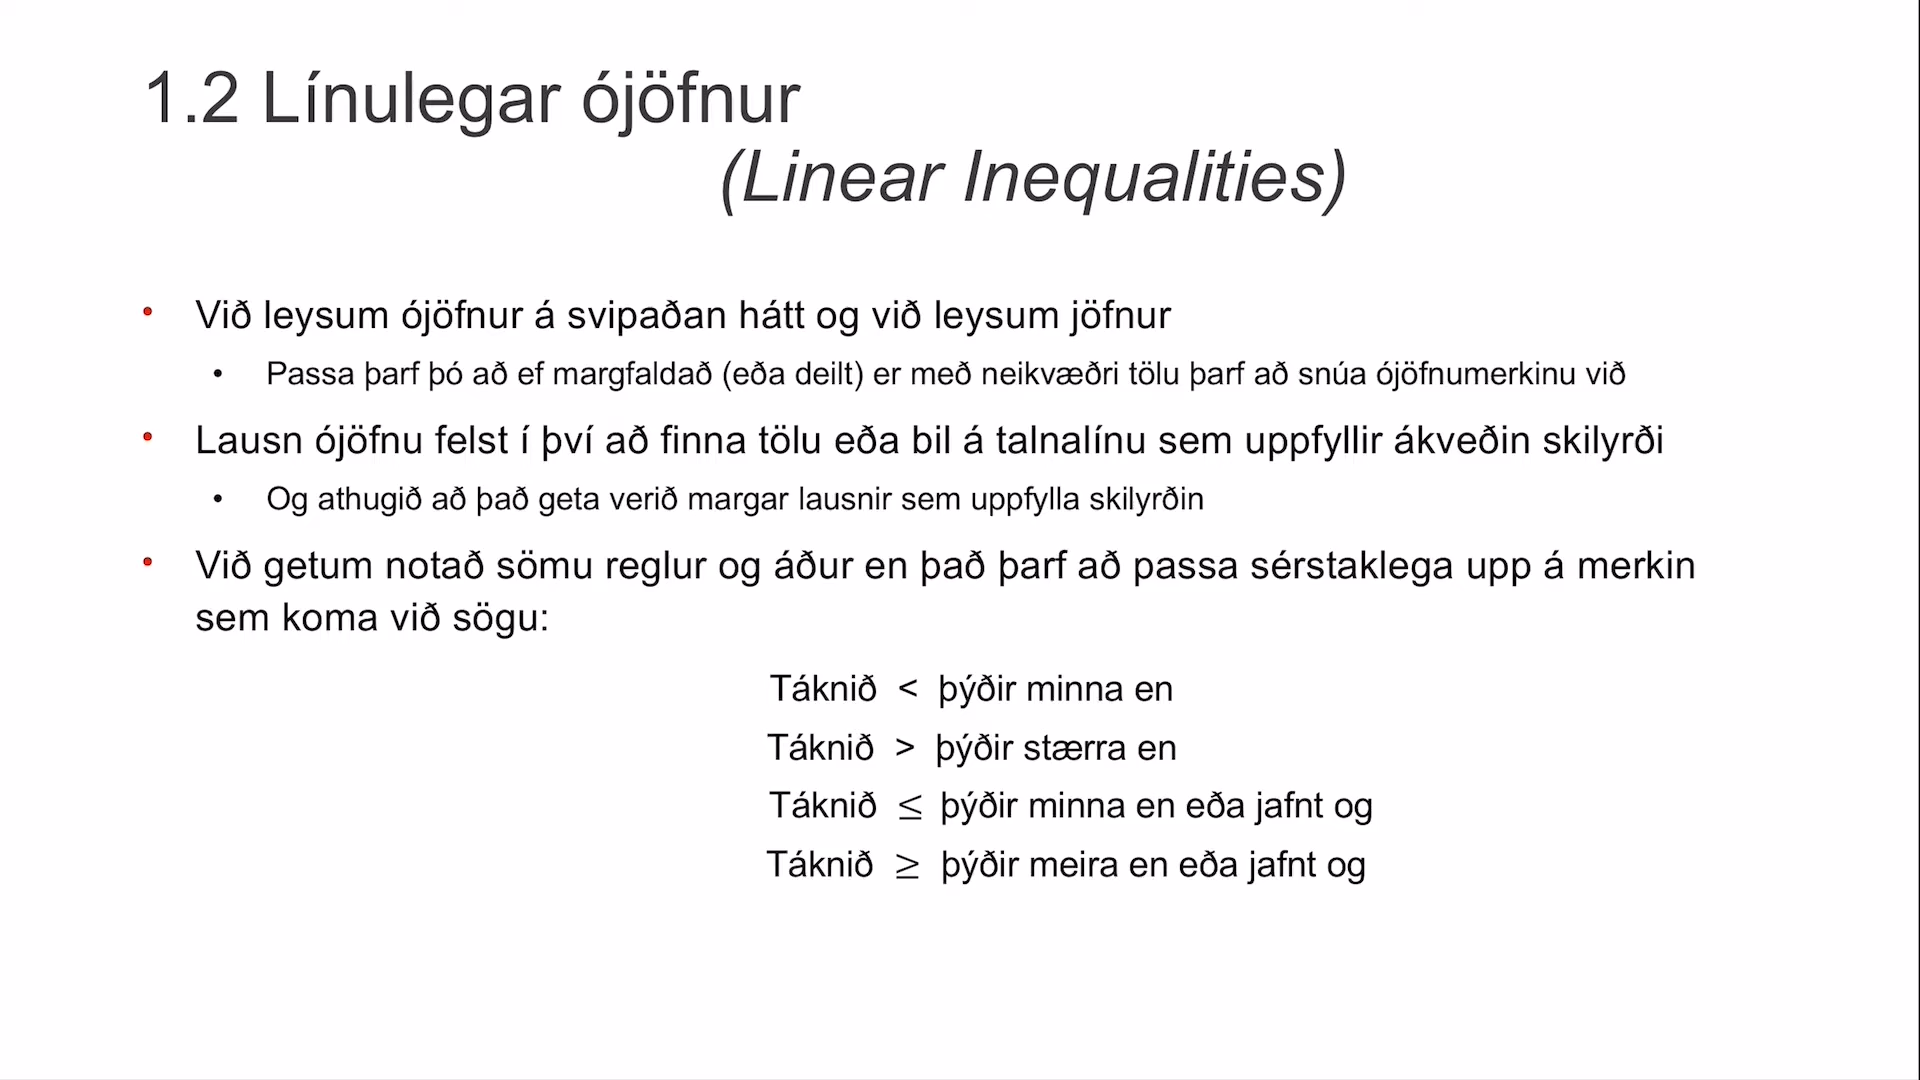 1.2 Línulegar ójöfnur
(Linear Inequalities)
• Við leysum ójöfnur á svipaðan hátt og við leysum jöfnur
• Passa þarf þó að ef margfaldað (eða deilt) er með neikvæðri tölu þarf að snúa ójöfnumerkinu við
• Lausn ójöfnu felst í því að finna tölu eða bil á talnalínu sem uppfyllir ákveðin skilyrði
• Og athugið að það geta verið margar lausnir sem uppfylla skilyrðin
• Við getum notað sömu reglur og áður en það þarf að passa sérstaklega upp á merkin
sem koma við sögu:
Táknið < þýðir minna en
Táknið > þýðir stærra en
Táknið ≤ þýðir minna en eða jafnt og
Táknið ≥ þýðir meira en eða jafnt og